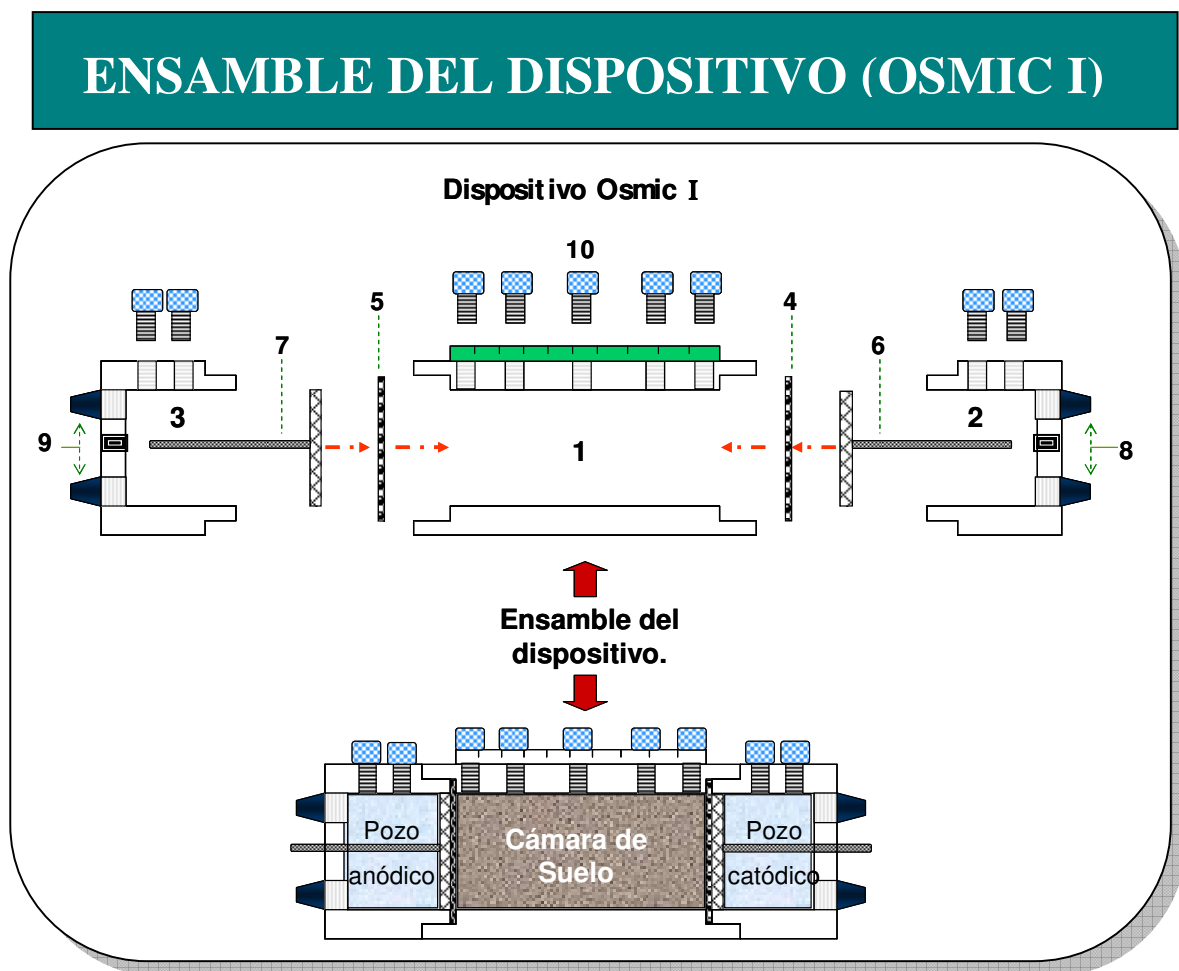 ENSAMBLE DEL DISPOSITIVO (OSMIC I)
Dispositivo Osmic I
10
5
4
7
6
3
2
9
1
8
Ensamble del
dispositivo.
Pozo
anódico
Cámara de
Suelo
Pozo
catódico